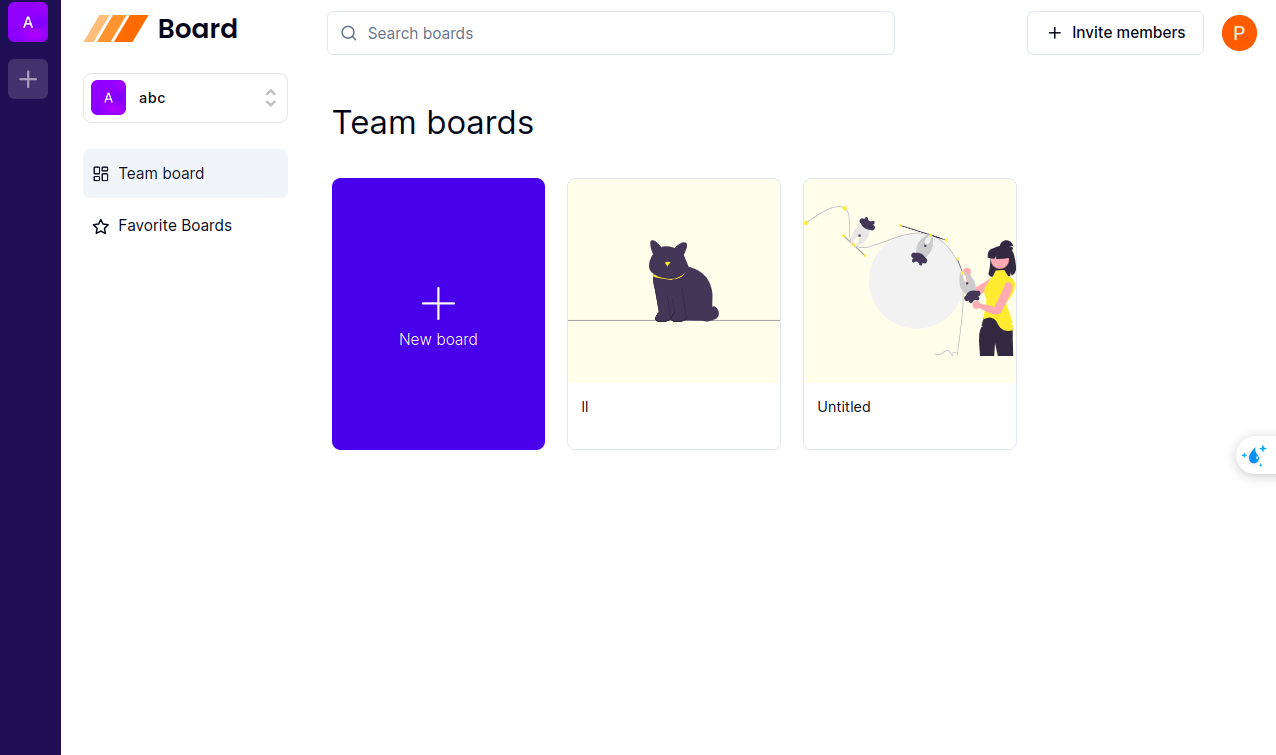 A
Board
Search boards
Invite members
P
A
abc
Team board
Favorite Boards
Team boards
New board
ll
Untitled